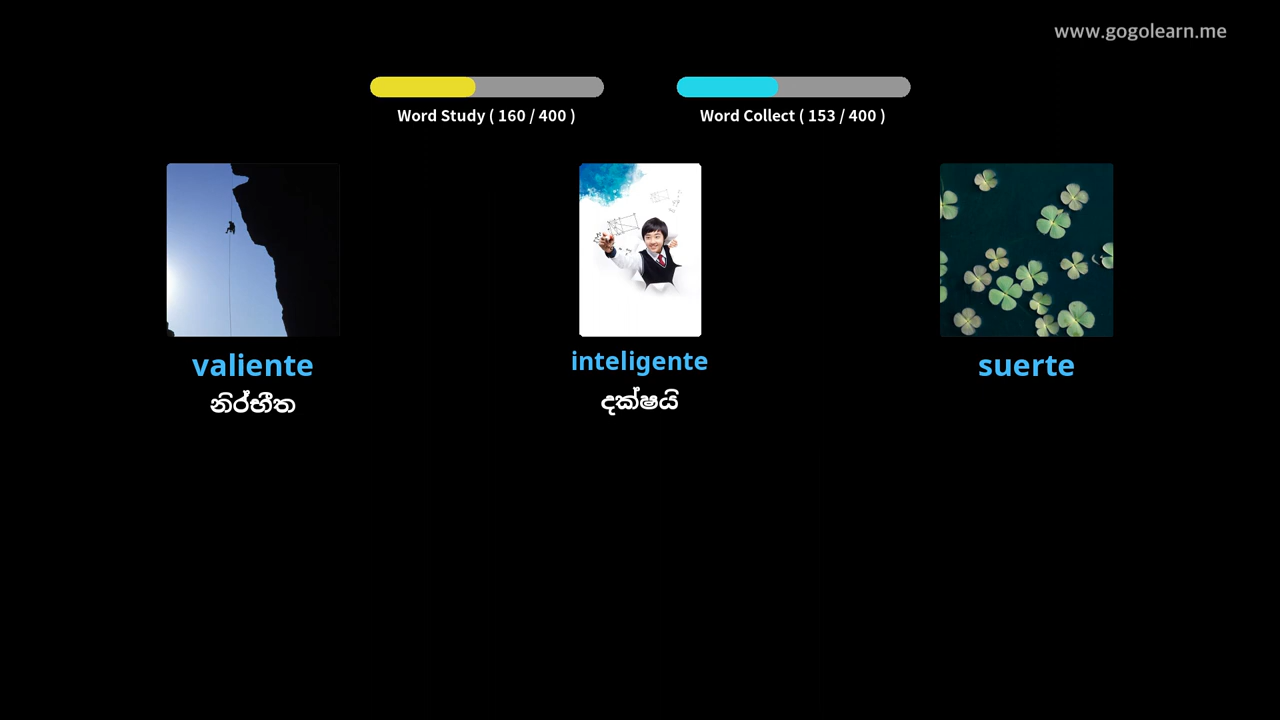 www.gogolearn.me
Word Study ( 160 / 400 )
Word Collect ( 153 / 400 )
valiente
inteligente
suerte
නිර්භීත
දක්ෂයි